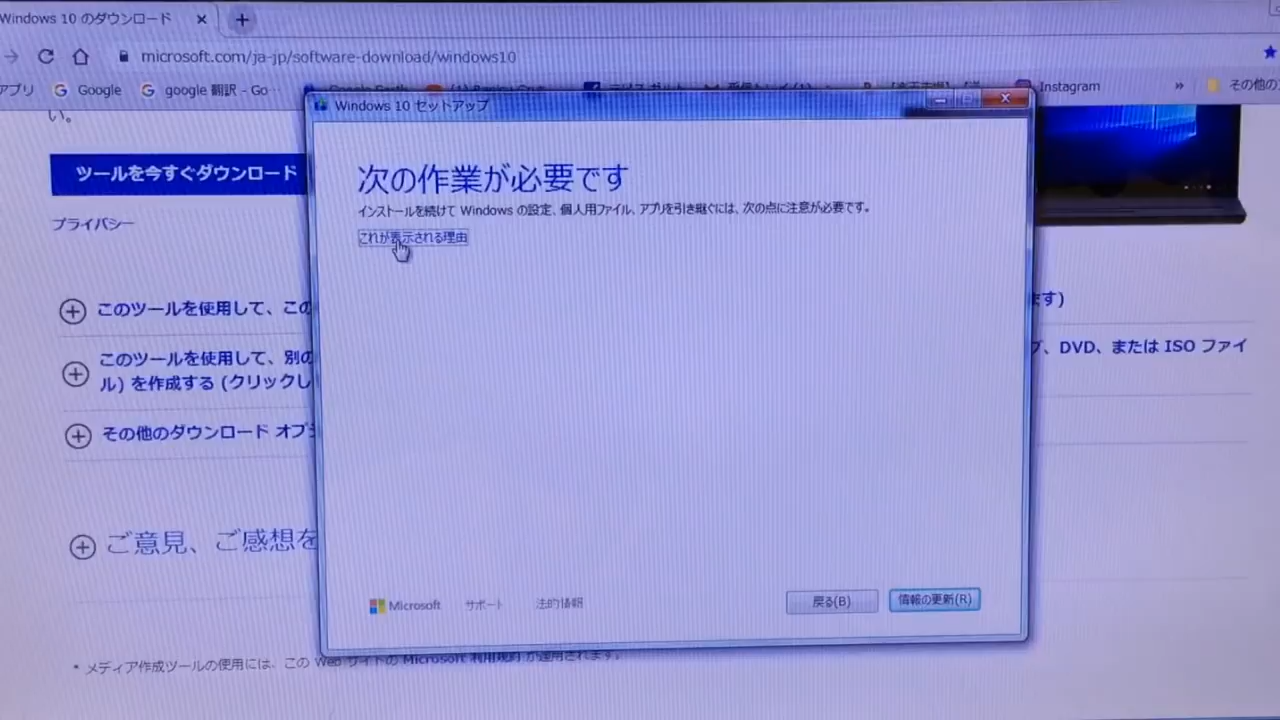 Windows 10 のダウンロード
microsoft.com/ja-jp/software-download/windows10
アプリ
Google
google 翻訳 - Go
Instagram
»
その他の
い。
Windows 10 セットアップ
ツールを今すぐダウンロード
プライバシー
次の作業が必要です
インストールを続けて Windows の設定、個人用ファイル、アプリを引き継ぐには、次の点に注意が必要です。
これが表示される理由
このツールを使用して、この
ます)
このツールを使用して、別の
ブ、DVD、または ISO ファイ
ル) を作成する (クリックし
その他のダウンロード オプシ
ご意見、ご感想を
Microsoft
サポート
法的情報
戻る(B)
情報の更新(R)
* メディア作成ツールの使用には、この Web サイトの Microsoft 利用規約 が適用されます。